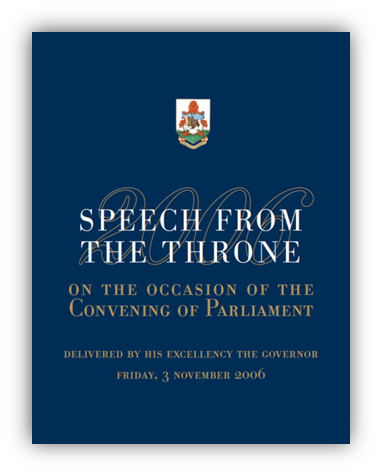 2006
SPEECH FROM
THE THRONE
ON THE OCCASION OF THE
CONVENING OF PARLIAMENT
DELIVERED BY HIS EXCELLENCY THE GOVERNOR
FRIDAY, 3 NOVEMBER 2006